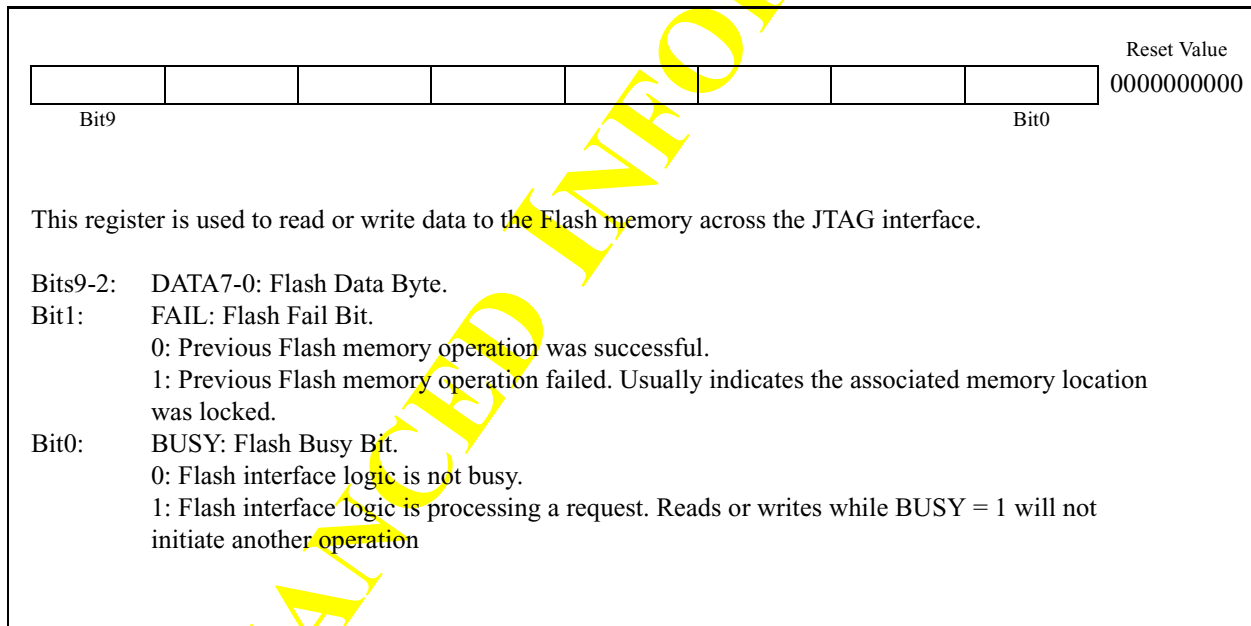 Reset Value
0000000000
Bit9 Bit0
This register is used to read or write data to the Flash memory across the JTAG interface.
Bits9-2: DATA7-0: Flash Data Byte.
Bit1: FAIL: Flash Fail Bit.
0: Previous Flash memory operation was successful.
1: Previous Flash memory operation failed. Usually indicates the associated memory location
was locked.
Bit0: BUSY: Flash Busy Bit.
0: Flash interface logic is not busy.
1: Flash interface logic is processing a request. Reads or writes while BUSY = 1 will not
initiate another operation
ANCED INFO